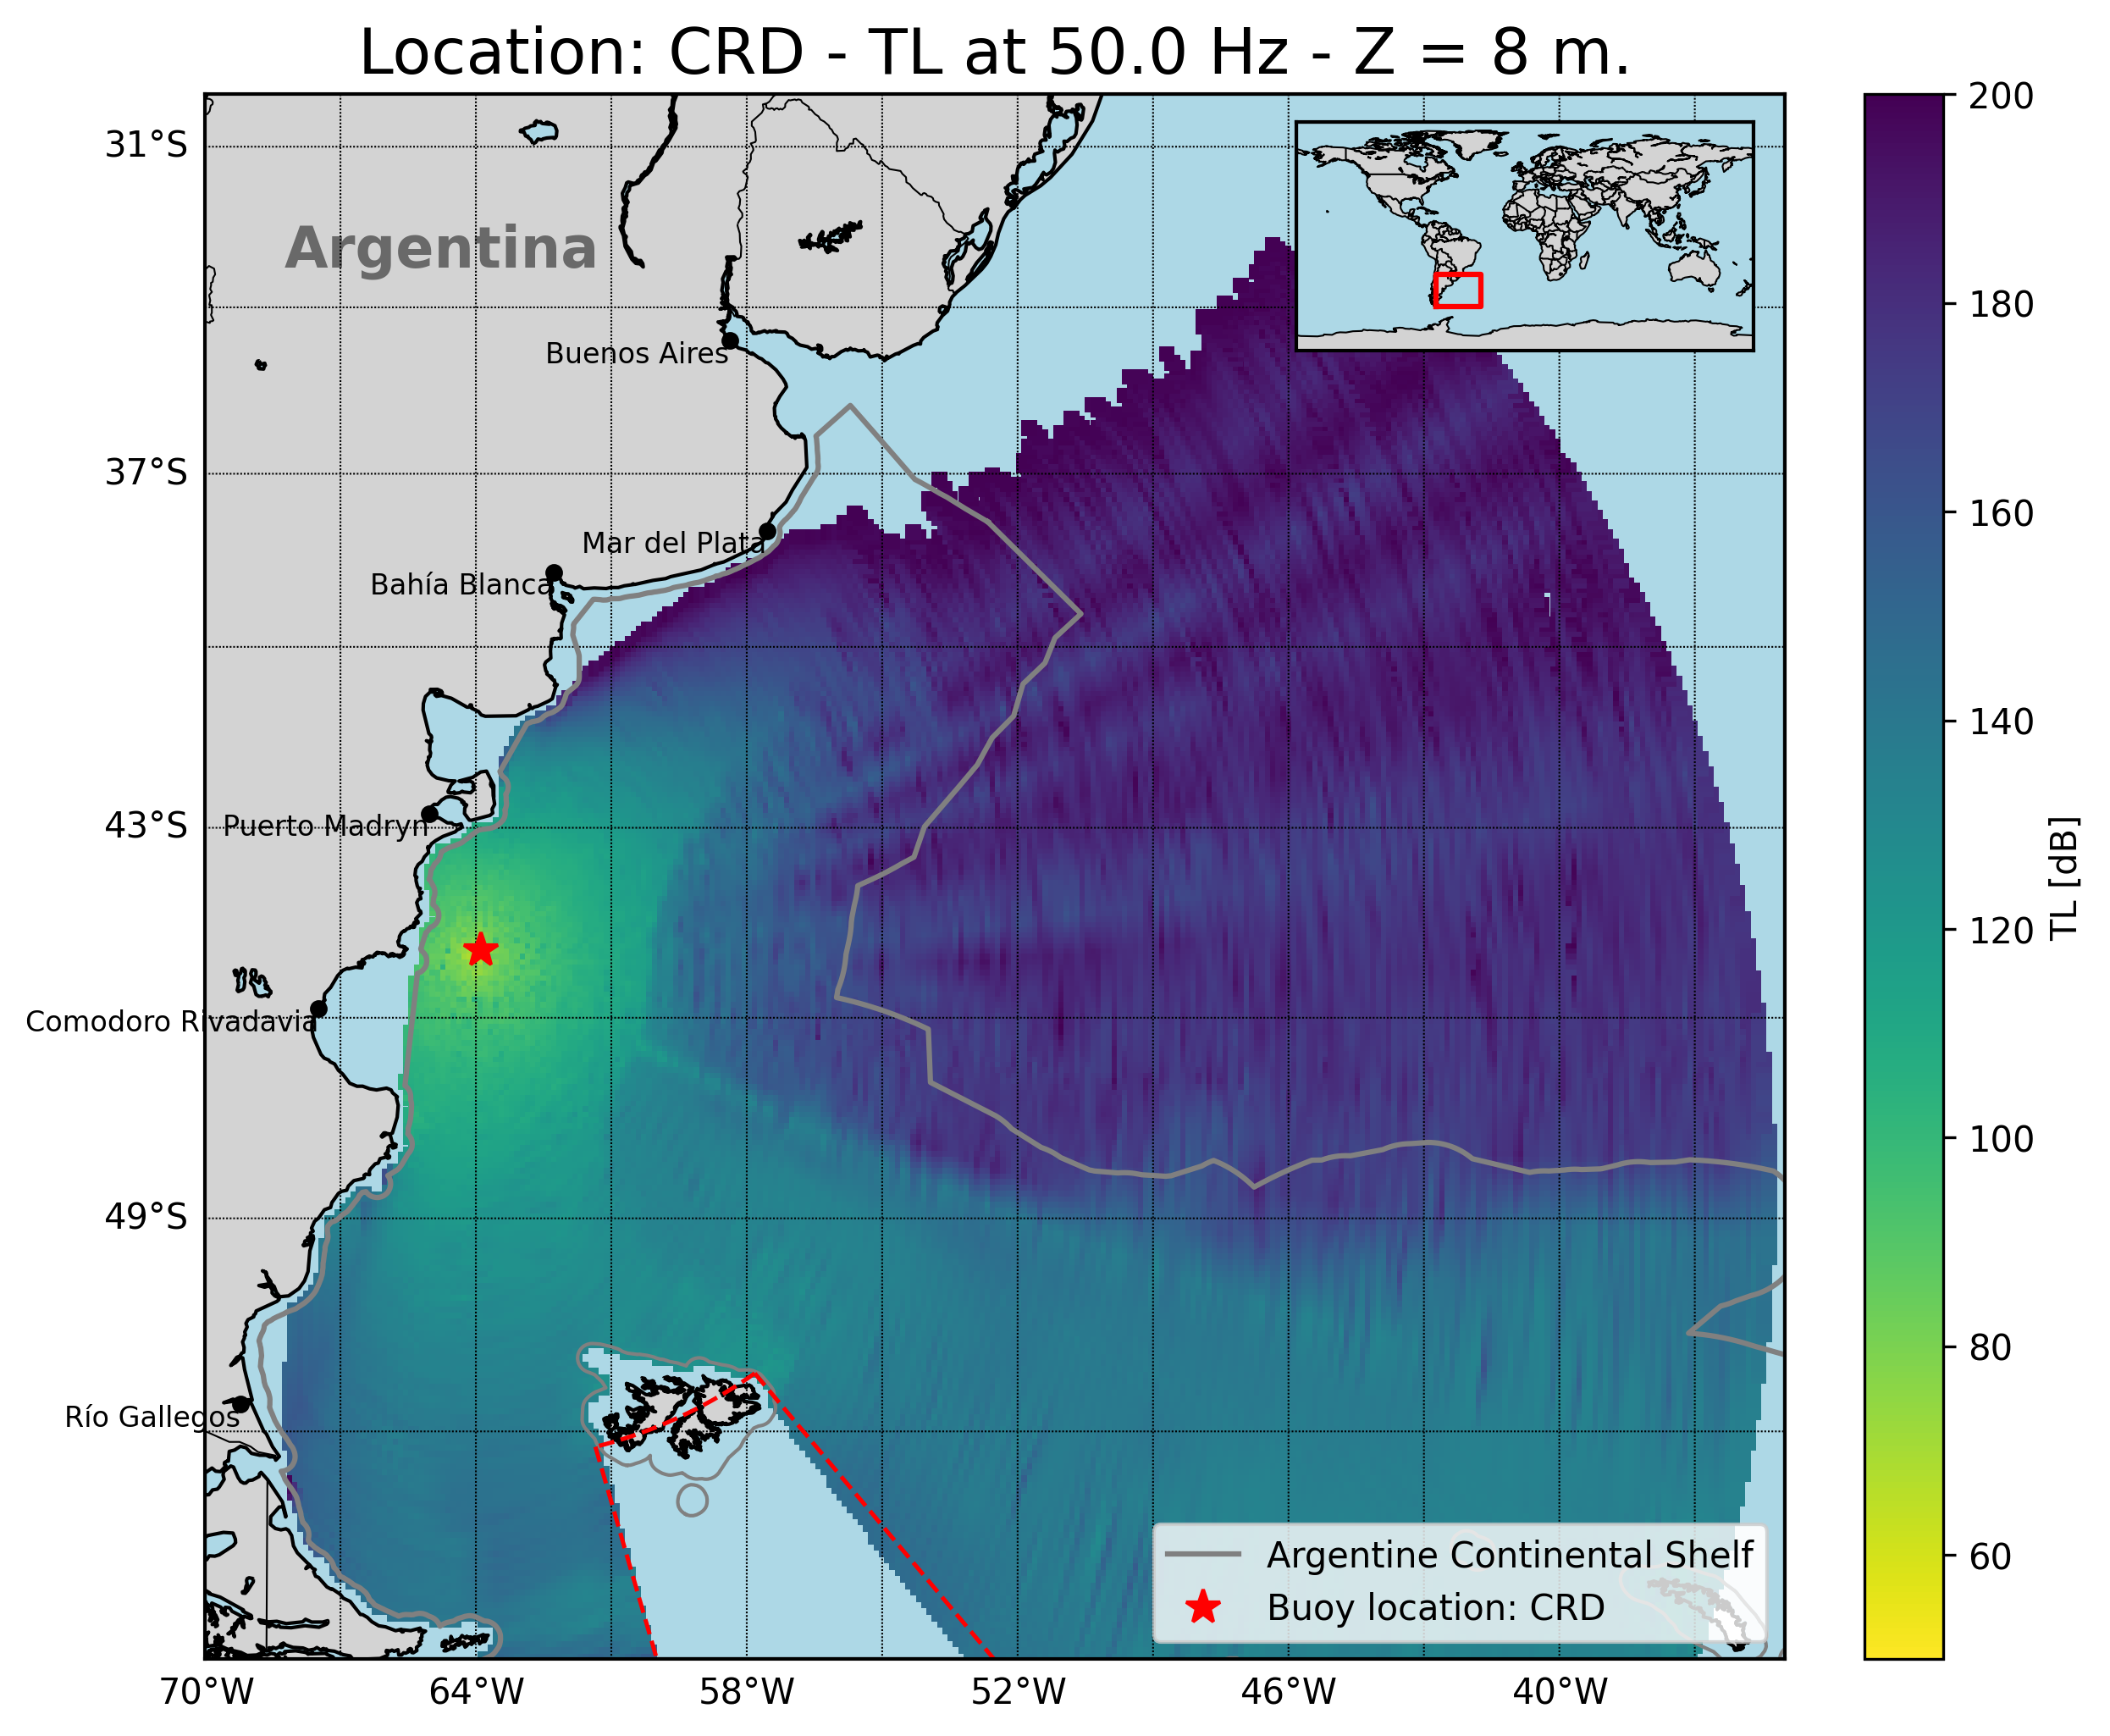 Location: CRD - TL at 50.0 Hz - Z = 8 m.
31°S
37°S
43°S
49°S
Argentina
Buenos Aires
Mar del Plata
Bahía Blanca
Puerto Madryn
Comodoro Rivadavia
Río Gallegos
Argentine Continental Shelf
Buoy location: CRD
70°W
64°W
58°W
52°W
46°W
40°W
200
180
160
140
120
100
80
60
TL [dB]